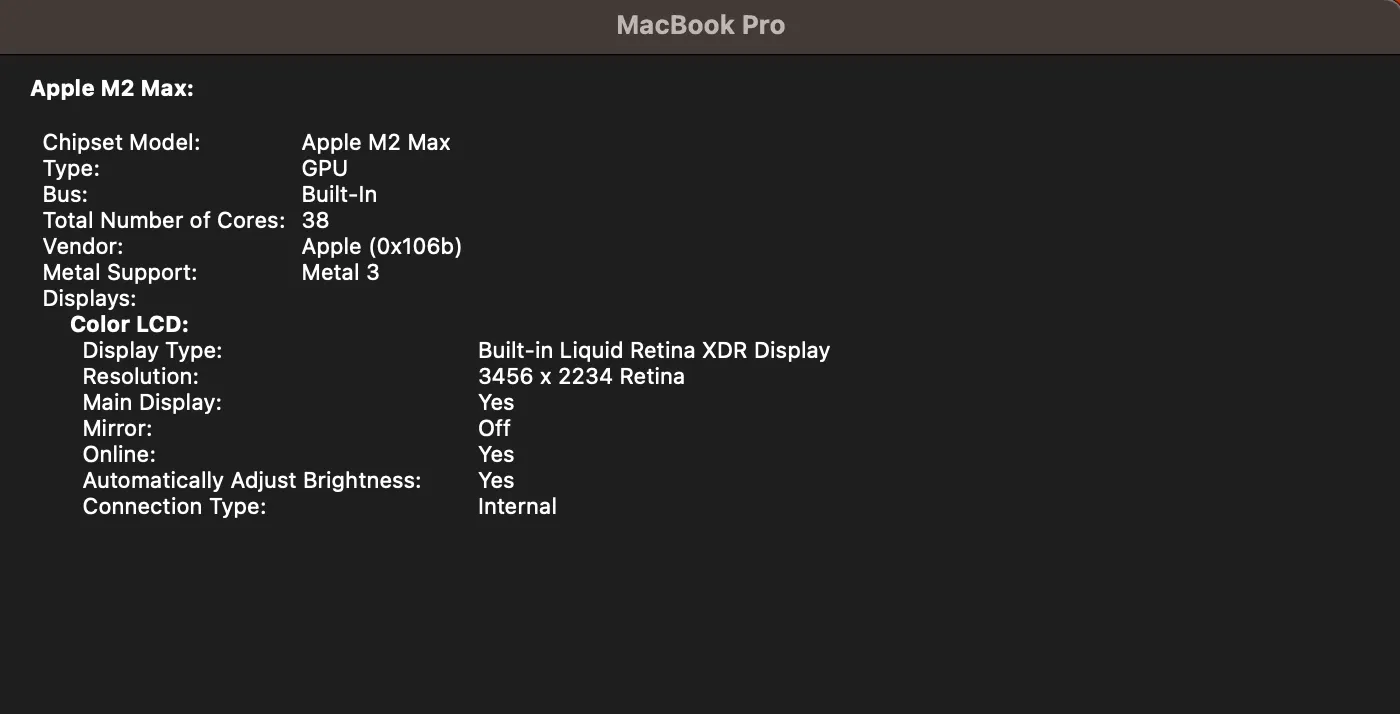 MacBook Pro
Apple M2 Max:
Chipset Model: Apple M2 Max
Type: GPU
Bus: Built-In
Total Number of Cores: 38
Vendor: Apple (0x106b)
Metal Support: Metal 3
Displays:
Color LCD:
Display Type: Built-in Liquid Retina XDR Display
Resolution: 3456 x 2234 Retina
Main Display: Yes
Mirror: Off
Online: Yes
Automatically Adjust Brightness: Yes
Connection Type: Internal